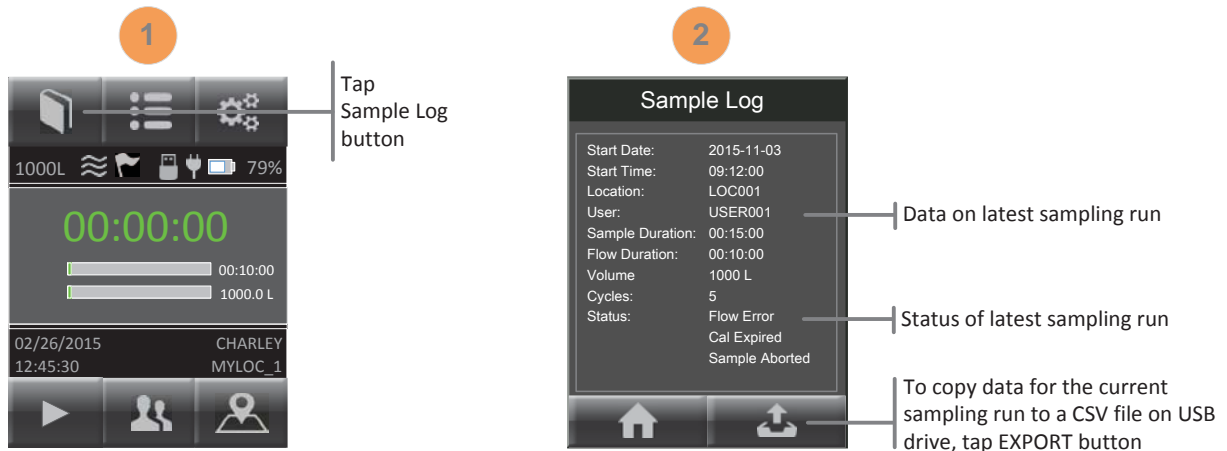 1
2
Tap
Sample Log
button
1000L 79%
00:00:00
00:10:00
1000.0 L
02/26/2015 CHARLEY
12:45:30 MYLOC_1
Sample Log
Start Date: 2015-11-03
Start Time: 09:12:00
Location: LOC001
User: USER001
Sample Duration: 00:15:00
Flow Duration: 00:10:00
Volume 1000 L
Cycles: 5
Status: Flow Error
Cal Expired
Sample Aborted
Data on latest sampling run
Status of latest sampling run
To copy data for the current
sampling run to a CSV file on USB
drive, tap EXPORT button